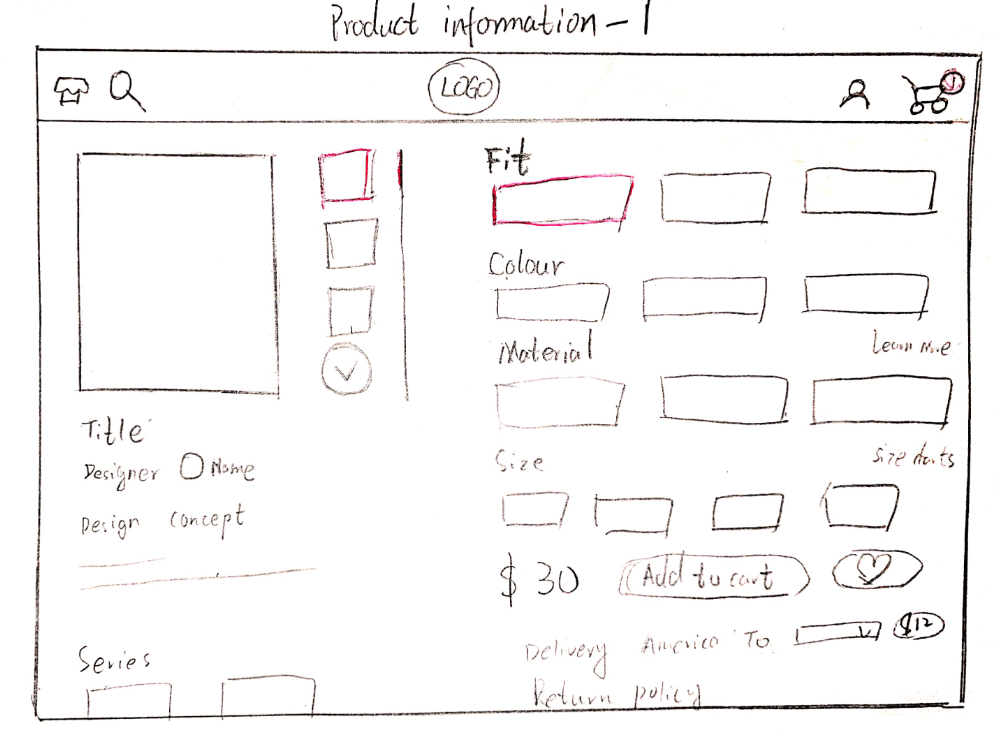 Product information - 1
LOGO
1
Fit
Colour
Material
Learn more
Size
Size charts
$ 30
Add to cart
Delivery America To
$12
Return policy
Title
Designer Name
Design concept
Series